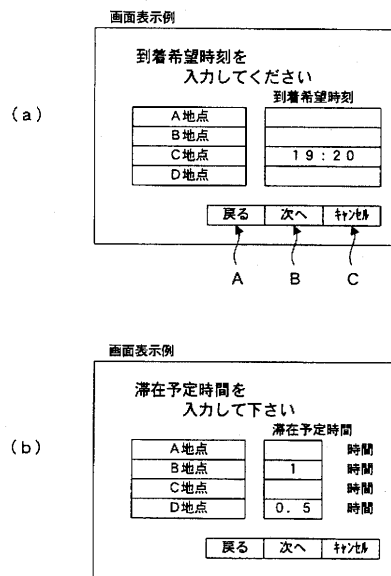 画面表示例
(a)
到着希望時刻を
入力してください
到着希望時刻
A地点
B地点
C地点 19:20
D地点
戻る 次へ ｷｬﾝｾﾙ
A B C
画面表示例
(b)
滞在予定時間を
入力して下さい
滞在予定時間
A地点 時間
B地点 1 時間
C地点 時間
D地点 0.5 時間
戻る 次へ ｷｬﾝｾﾙ